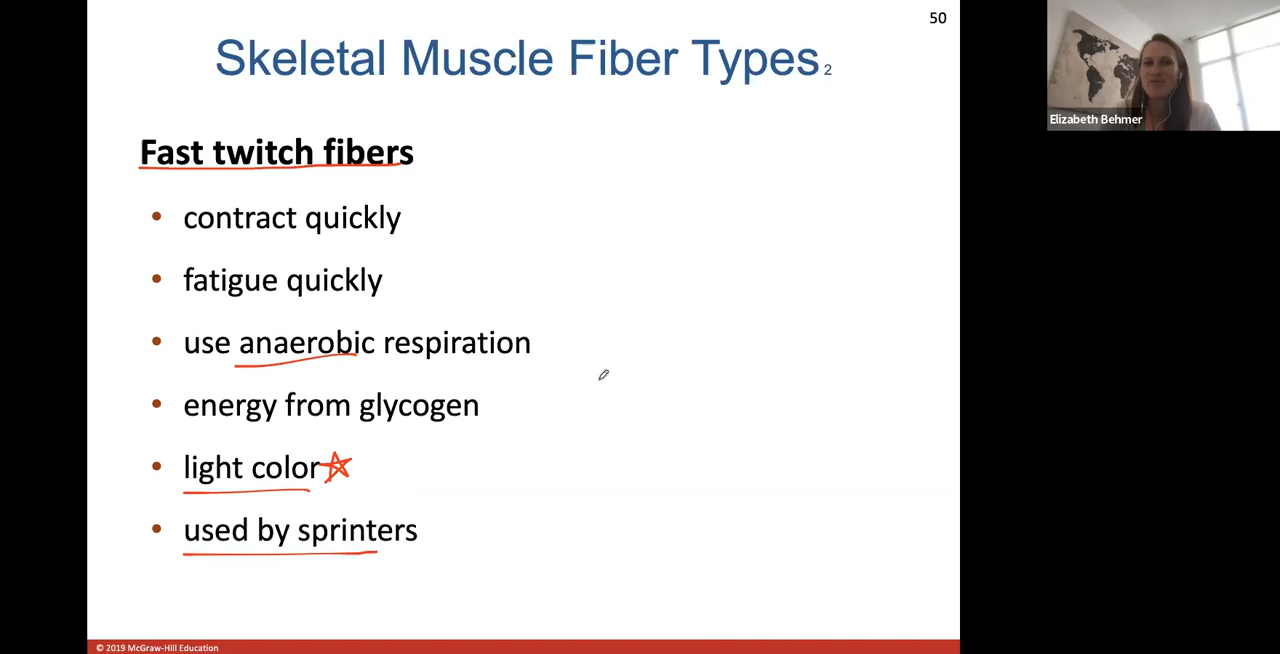 50
Skeletal Muscle Fiber Types 2
Elizabeth Behmer
Fast twitch fibers
• contract quickly
• fatigue quickly
• use anaerobic respiration
• energy from glycogen
• light color
• used by sprinters
© 2019 McGraw-Hill Education